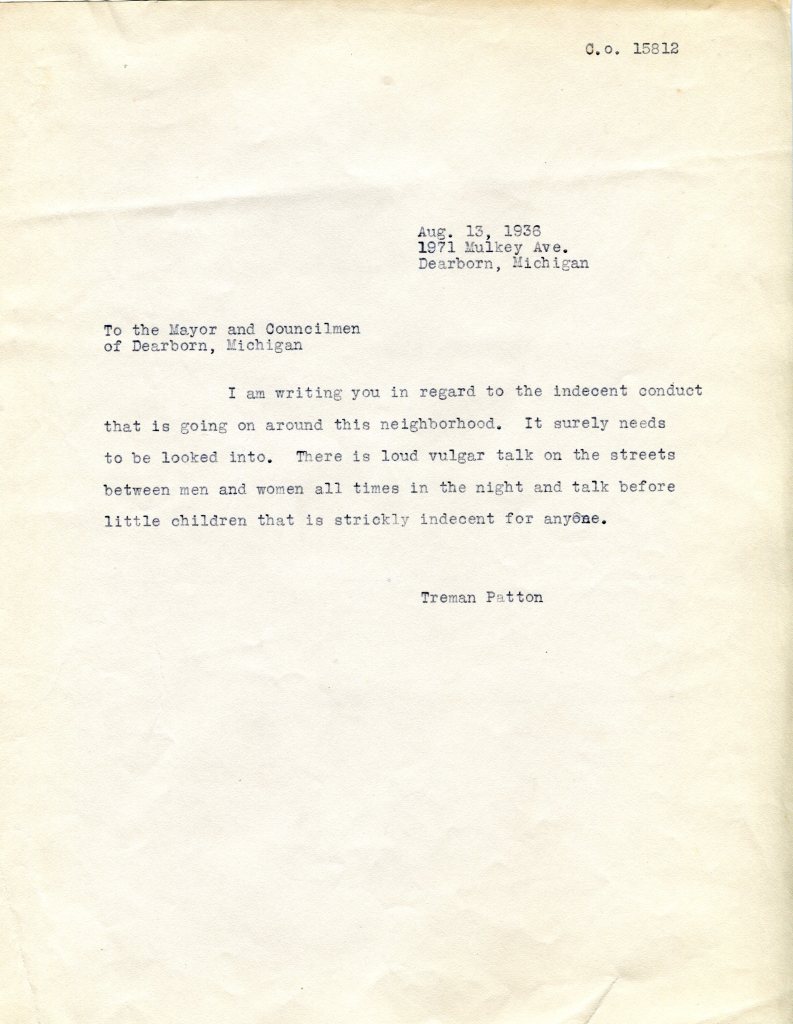 C.o. 15812
Aug. 13, 1936
1971 Mulkey Ave.
Dearborn, Michigan
To the Mayor and Councilmen
of Dearborn, Michigan
I am writing you in regard to the indecent conduct
that is going on around this neighborhood. It surely needs
to be looked into. There is loud vulgar talk on the streets
between men and women all times in the night and talk before
little children that is strickly indecent for anyone.
Treman Patton